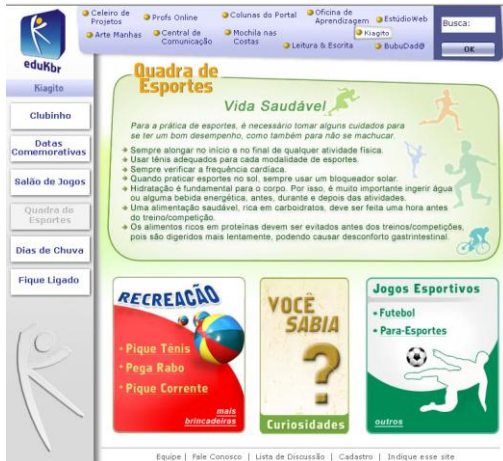 Celeiro de Projetos
Profs Online
Colunas do Portal
Oficina de Aprendizagem
EstúdioWeb
Arte Manhas
Central de Comunicação
Mochila nas Costas
Leitura & Escrita
Kiagito
BubuDad@
Busca:
OK
eduKbr
Kiagito
Clubinho
Datas Comemorativas
Salão de Jogos
Quadra de Esportes
Dias de Chuva
Fique Ligado
Quadra de
Esportes
Vida Saudável
Para a prática de esportes, é necessário tomar alguns cuidados para
se ter um bom desempenho, como também para não se machucar.
Sempre alongar no início e no final de qualquer atividade física.
Usar tênis adequados para cada modalidade de esportes.
Sempre verificar a frequência cardíaca.
Quando praticar esportes no sol, sempre usar um bloqueador solar.
Hidratação é fundamental para o corpo. Por isso, é muito importante ingerir água
ou alguma bebida energética, antes, durante e depois das atividades.
Uma alimentação saudável, rica em carboidratos, deve ser feita uma hora antes
do treino/competição.
Os alimentos ricos em proteínas devem ser evitados antes dos treinos/competições,
pois são digeridos mais lentamente, podendo causar desconforto gastrintestinal.
RECREAÇÃO
• Pique Tênis
• Pega Rabo
• Pique Corrente
mais
brincadeiras
VOCÊ
SABIA
?
Curiosidades
Jogos Esportivos
• Futebol
• Para-Esportes
outros
Equipe | Fale Conosco | Lista de Discussão | Cadastro | Indique esse site